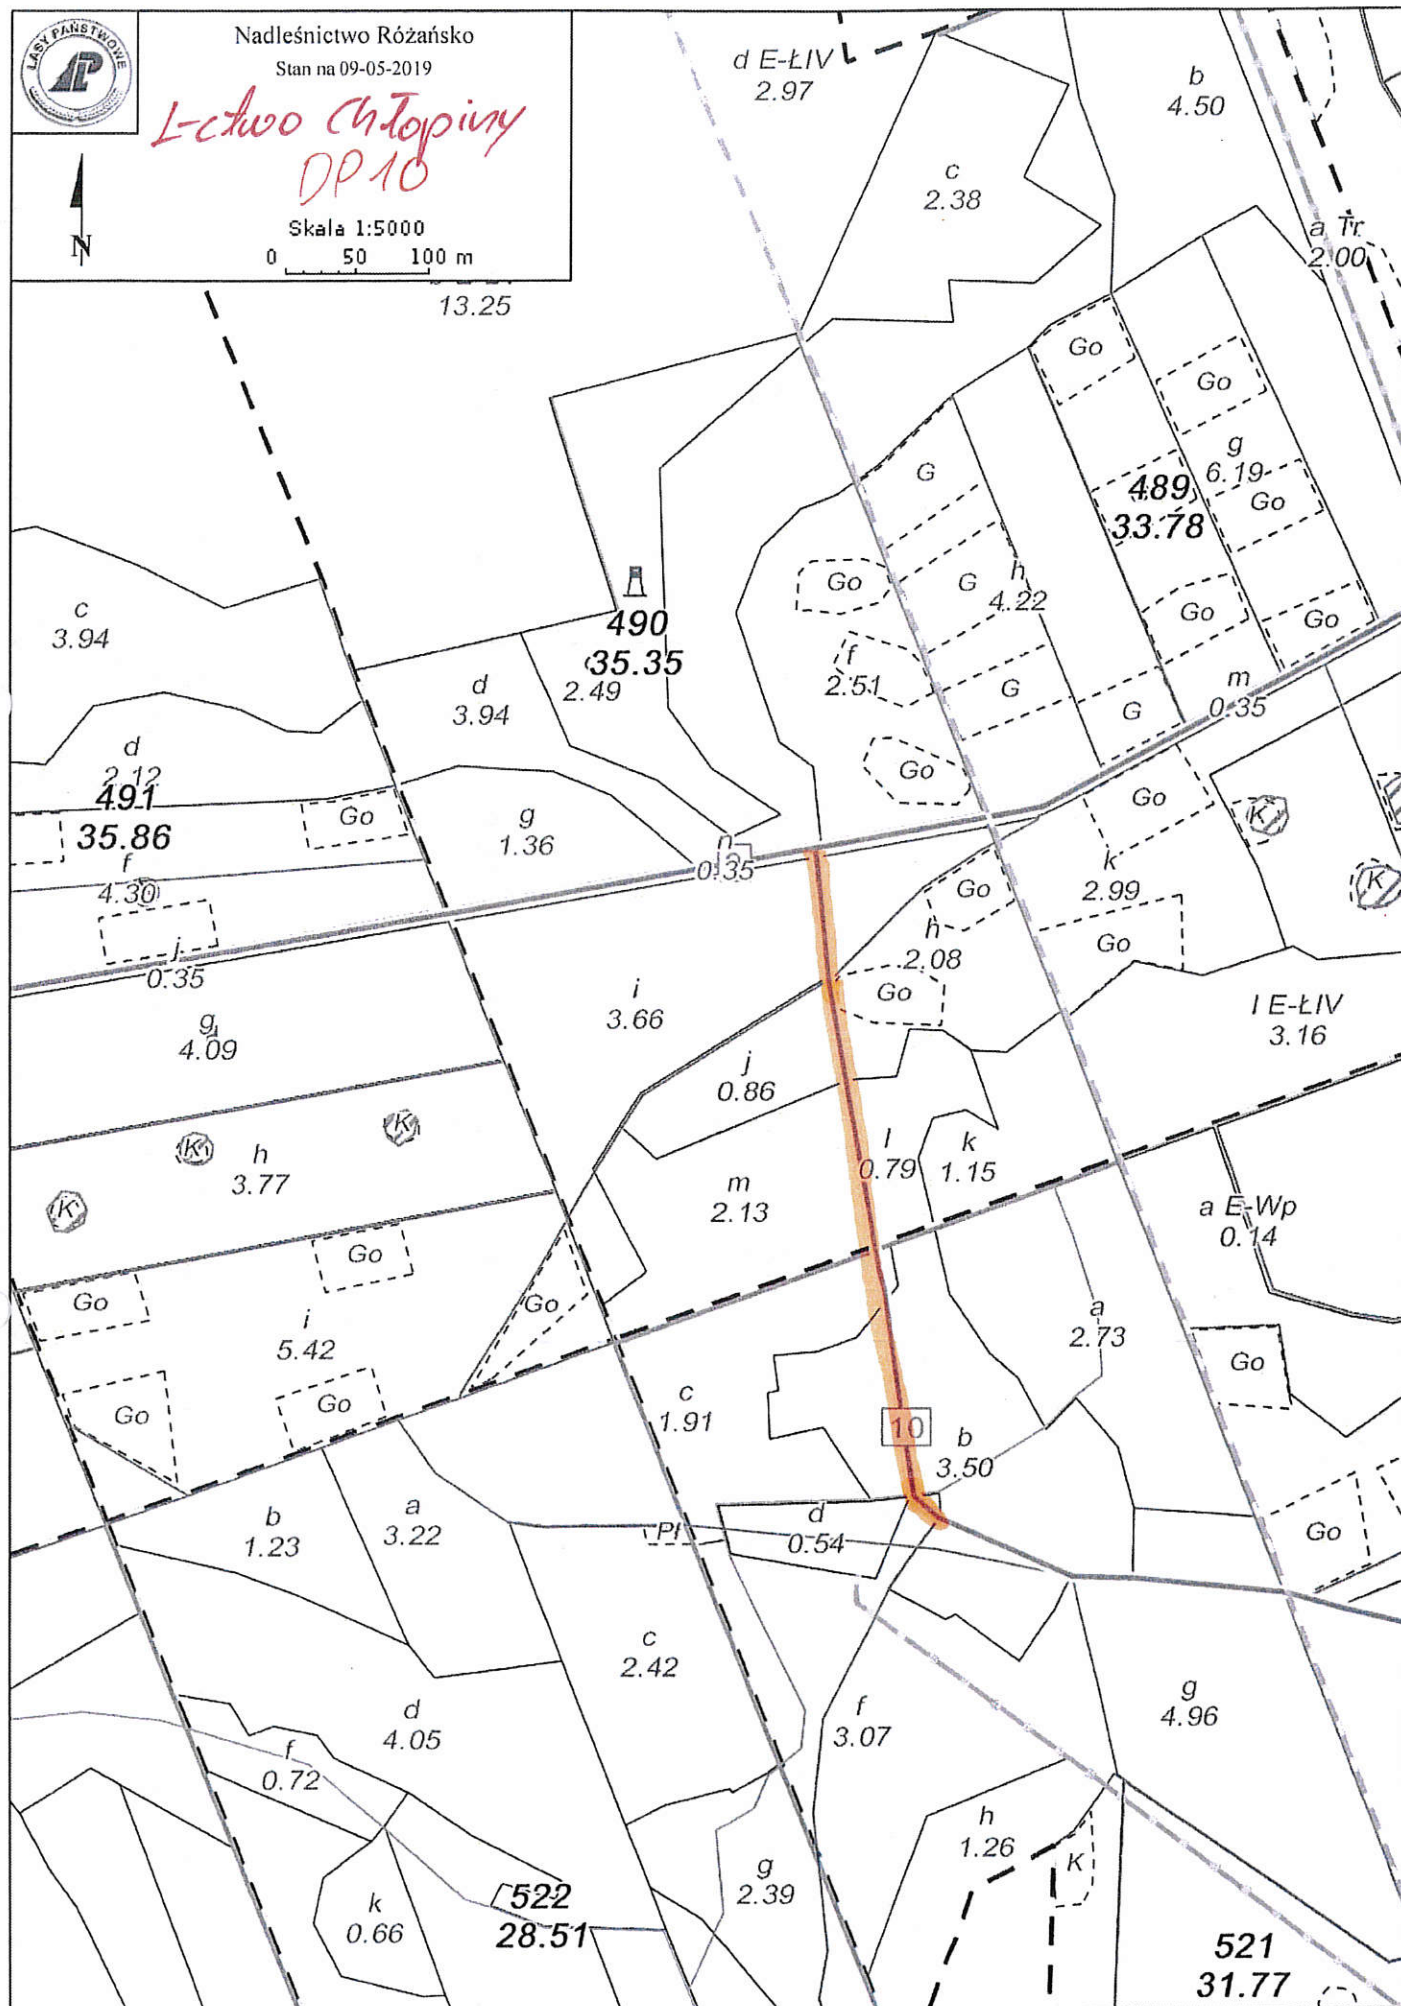 LASY PAŃSTWOWE
Nadleśnictwo Różańsko
Stan na 09-05-2019
L-ctwo Chłopiny
DP10
N
Skala 1:5000
0 50 100 m
d E-ŁIV
2.97
b
4.50
c
2.38
a Tr
2.00
13.25
Go
Go
G
g
6.19
489
33.78
Go
Go
G
h
4.22
Go
Go
c
3.94
490
35.35
2.49
f
2.51
d
3.94
G
m
0.35
G
d
2.12
491
35.86
Go
Go
Go
g
1.36
K
n
0.35
k
2.99
K
f
4.30
Go
h
2.08
Go
j
0.35
Go
i
3.66
l E-ŁIV
3.16
g
4.09
j
0.86
K
K
h
3.77
l
0.79
k
1.15
m
2.13
K
a E-Wp
0.14
Go
Go
Go
i
5.42
a
2.73
Go
Go
Go
c
1.91
10
b
3.50
b
1.23
a
3.22
Pl
d
0.54
Go
c
2.42
d
4.05
f
3.07
g
4.96
f
0.72
h
1.26
K
g
2.39
k
0.66
522
28.51
521
31.77